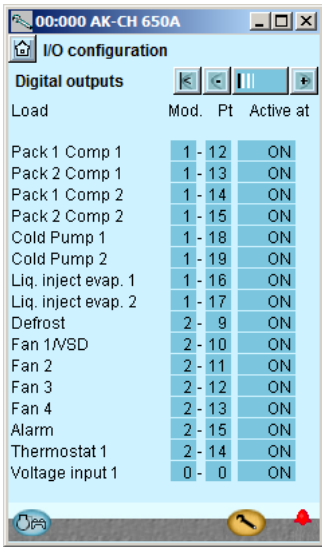 00:000 AK-CH 650A
I/O configuration
Digital outputs
Load Mod. Pt Active at
Pack 1 Comp 1 1 - 12 ON
Pack 2 Comp 1 1 - 13 ON
Pack 1 Comp 2 1 - 14 ON
Pack 2 Comp 2 1 - 15 ON
Cold Pump 1 1 - 18 ON
Cold Pump 2 1 - 19 ON
Liq. inject evap. 1 1 - 16 ON
Liq. inject evap. 2 1 - 17 ON
Defrost 2 - 9 ON
Fan 1/VSD 2 - 10 ON
Fan 2 2 - 11 ON
Fan 3 2 - 12 ON
Fan 4 2 - 13 ON
Alarm 2 - 15 ON
Thermostat 1 2 - 14 ON
Voltage input 1 0 - 0 ON